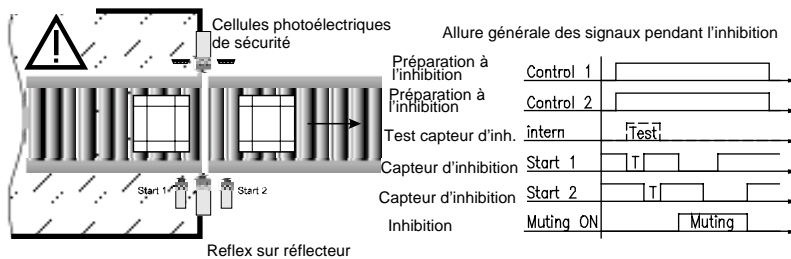 Cellules photoélectriques
de sécurité
Start 1
Start 2
Reflex sur réflecteur
Allure générale des signaux pendant l'inhibition
Préparation à
l'inhibition
Control 1
Préparation à
l'inhibition
Control 2
Test capteur d'inh.
intern
Test
Capteur d'inhibition
Start 1
T
Capteur d'inhibition
Start 2
T
Inhibition
Muting ON
Muting